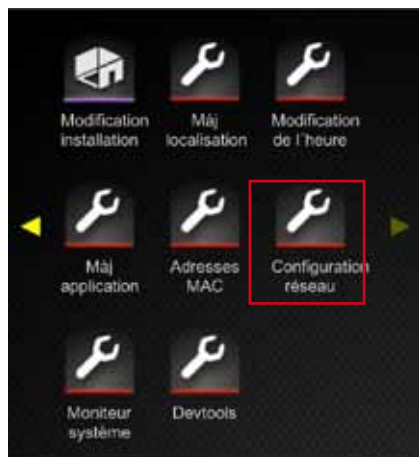 Modification
installation
Màj
localisation
Modification
de l'heure
Màj
application
Adresses
MAC
Configuration
réseau
Moniteur
système
Devtools